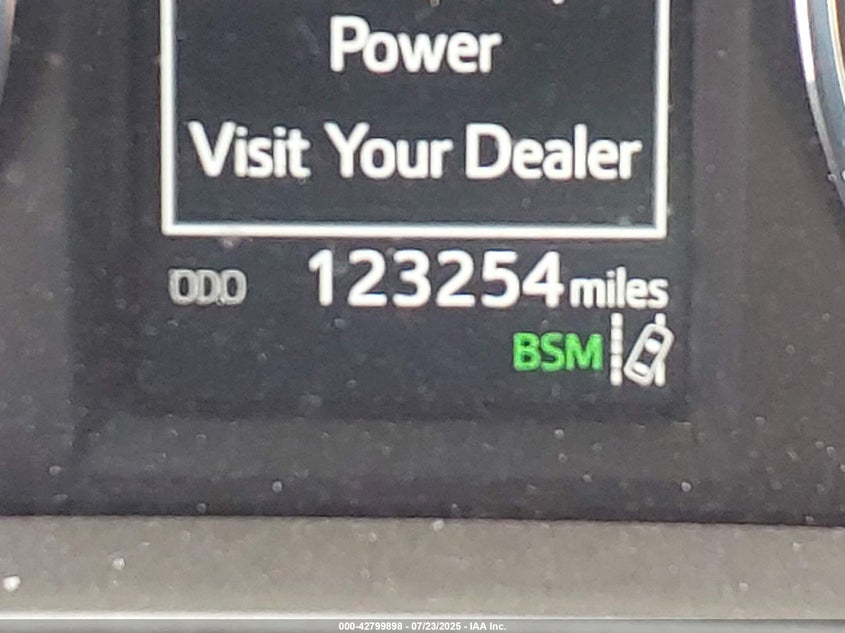 Power
Visit Your Dealer
ODO 123254 miles
BSM
000-42799898 - 07/23/2025 - IAA Inc.